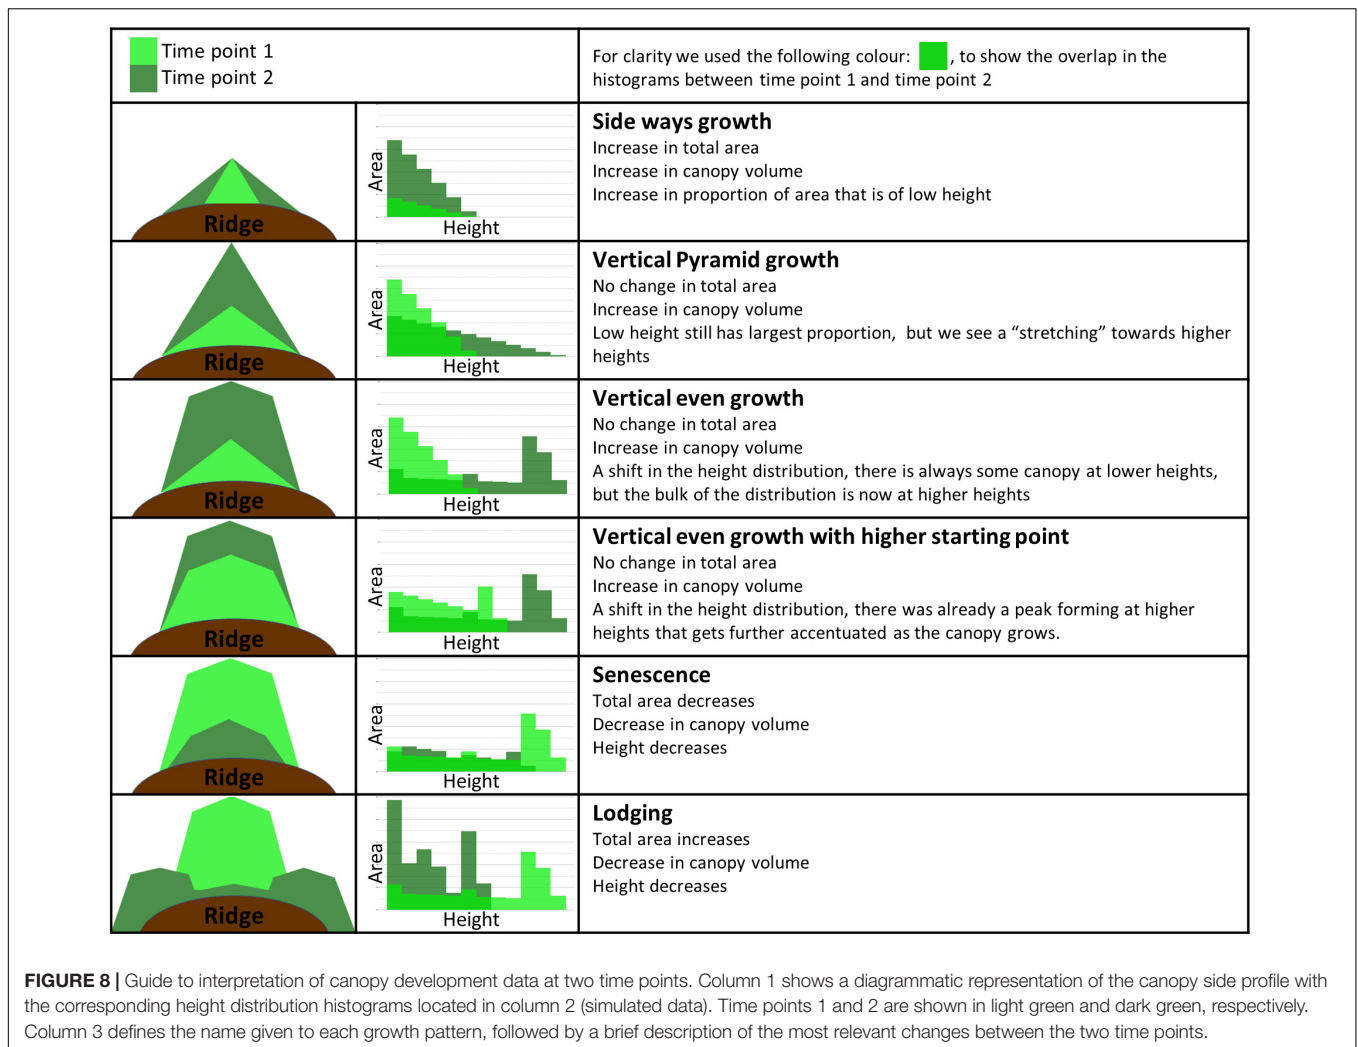 Time point 1
Time point 2
For clarity we used the following colour: , to show the overlap in the
histograms between time point 1 and time point 2
Ridge
Area
Height
Side ways growth
Increase in total area
Increase in canopy volume
Increase in proportion of area that is of low height
Ridge
Area
Height
Vertical Pyramid growth
No change in total area
Increase in canopy volume
Low height still has largest proportion, but we see a “stretching” towards higher
heights
Ridge
Area
Height
Vertical even growth
No change in total area
Increase in canopy volume
A shift in the height distribution, there is always some canopy at lower heights,
but the bulk of the distribution is now at higher heights
Ridge
Area
Height
Vertical even growth with higher starting point
No change in total area
Increase in canopy volume
A shift in the height distribution, there was already a peak forming at higher
heights that gets further accentuated as the canopy grows.
Ridge
Area
Height
Senescence
Total area decreases
Decrease in canopy volume
Height decreases
Ridge
Area
Height
Lodging
Total area increases
Decrease in canopy volume
Height decreases
FIGURE 8 | Guide to interpretation of canopy development data at two time points. Column 1 shows a diagrammatic representation of the canopy side profile with
the corresponding height distribution histograms located in column 2 (simulated data). Time points 1 and 2 are shown in light green and dark green, respectively.
Column 3 defines the name given to each growth pattern, followed by a brief description of the most relevant changes between the two time points.